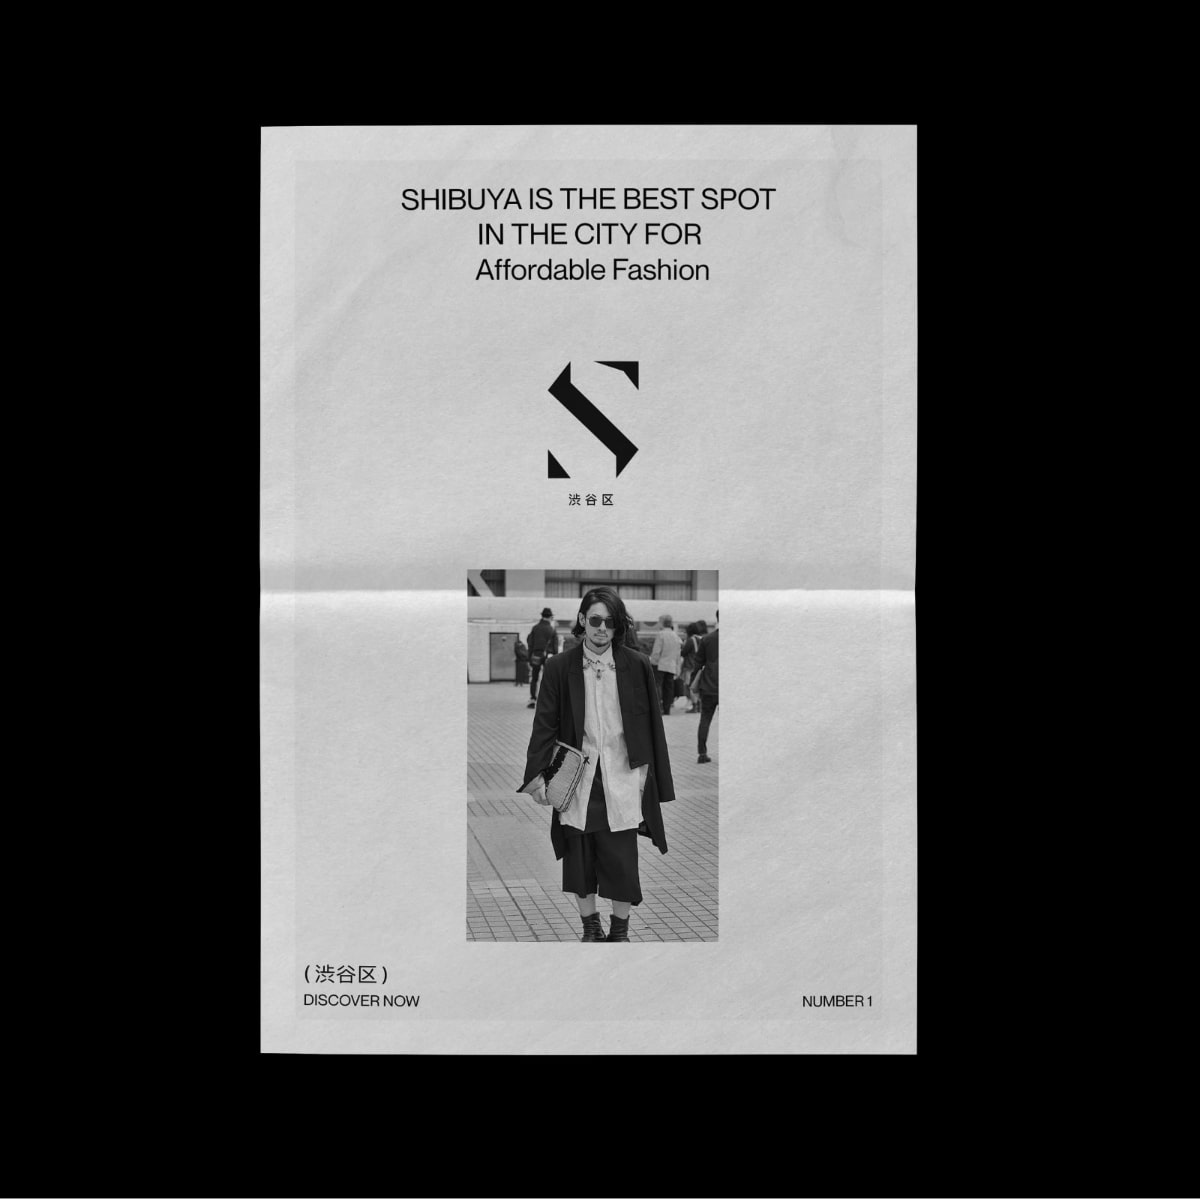 SHIBUYA IS THE BEST SPOT
IN THE CITY FOR
Affordable Fashion
S
渋谷区
(渋谷区)
DISCOVER NOW
NUMBER 1